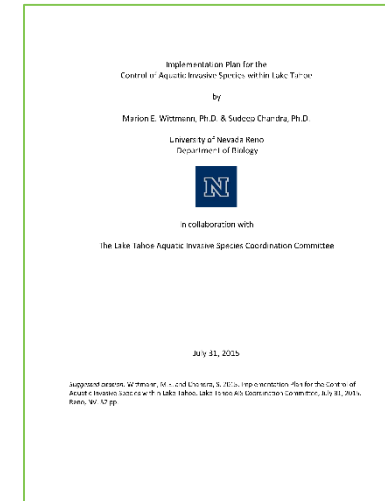 Implementation Plan for the
Control of Aquatic Invasive Species within Lake Tahoe
by
Marion E. Wittmann, Ph.D. & Sudeep Chandra, Ph.D.
University of Nevada Reno
Department of Biology
N
In collaboration with
The Lake Tahoe Aquatic Invasive Species Coordination Committee
July 31, 2015
Suggested citation: Wittmann, M.E. and Chandra, S. 2015. Implementation Plan for the Control of
Aquatic Invasive Species within Lake Tahoe. Lake Tahoe AIS Coordination Committee, July 31, 2015.
Reno, NV. 52 pp